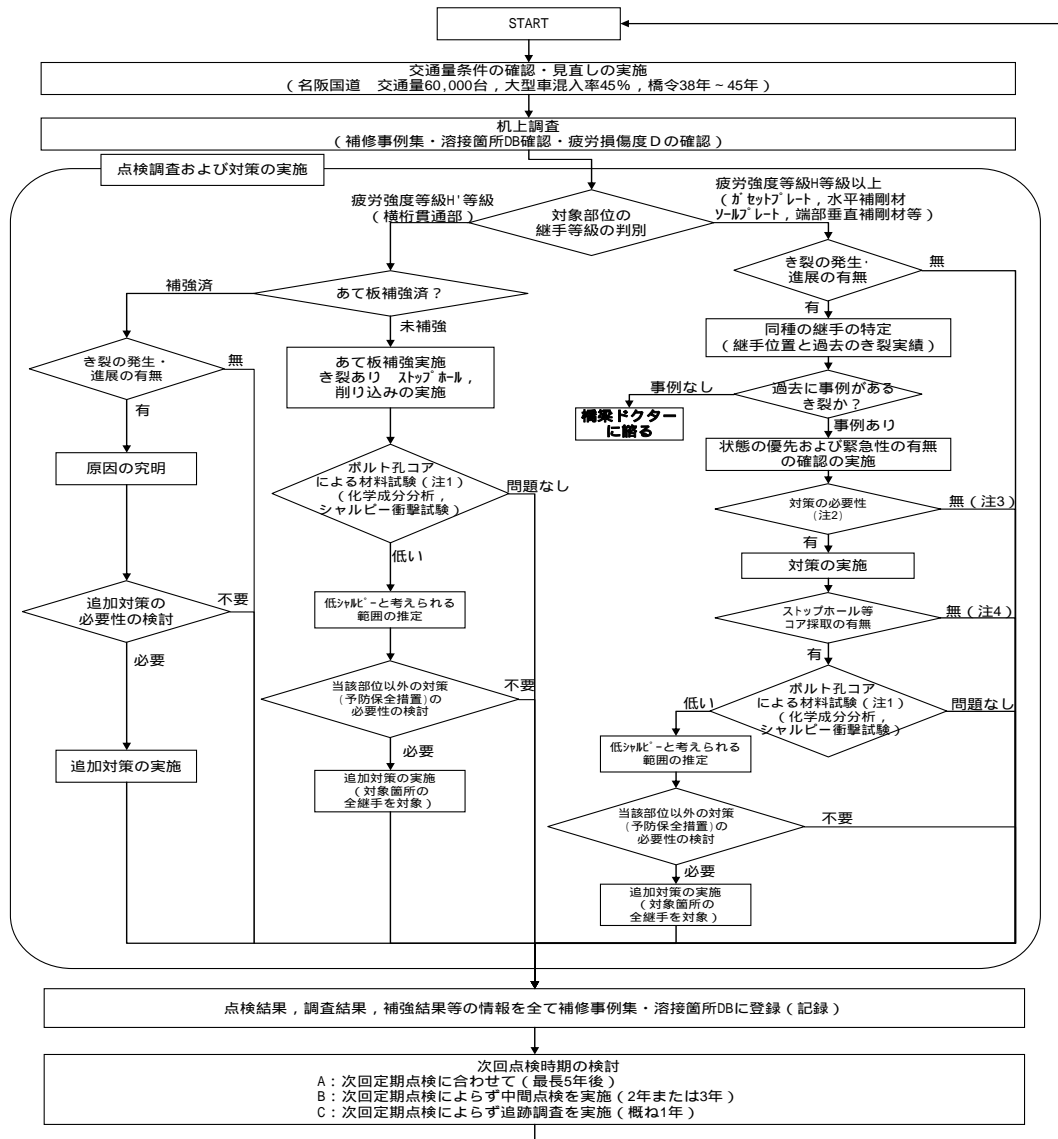 START
交通量条件の確認・見直しの実施
（名阪国道　交通量60,000台，大型車混入率45%，橋令38年～45年）
机上調査
（補修事例集・溶接箇所DB確認・疲労損傷度Dの確認）
点検調査および対策の実施
疲労強度等級H'等級
（横桁貫通部）
対象部位の
継手等級の判別
疲労強度等級H等級以上
（ガセットプレート，水平補剛材
ソールプレート，端部垂直補剛材等）
補強済
あて板補強済？
未補強
き裂の発生・
進展の有無
無
有
原因の究明
追加対策の
必要性の検討
不要
必要
追加対策の実施
あて板補強実施
き裂あり　ストップホール，
削り込みの実施
ボルト孔コア
による材料試験（注1）
（化学成分分析，
シャルピー衝撃試験）
問題なし
低い
低シャルピーと考えられる
範囲の推定
当該部位以外の対策
(予防保全措置)の
必要性の検討
不要
必要
追加対策の実施
（対象箇所の
全継手を対象）
き裂の発生・
進展の有無
無
有
同種の継手の特定
（継手位置と過去のき裂実績）
事例なし
過去に事例がある
き裂か？
橋梁ドクター
に諮る
事例あり
状態の優先および緊急性の有無
の確認の実施
対策の必要性
(注2)
無（注3）
有
対策の実施
ストップホール等
コア採取の有無
無（注4）
有
ボルト孔コア
による材料試験（注1）
（化学成分分析，
シャルピー衝撃試験）
問題なし
低い
低シャルピーと考えられる
範囲の推定
当該部位以外の対策
(予防保全措置)の
必要性の検討
不要
必要
追加対策の実施
（対象箇所の
全継手を対象）
点検結果，調査結果，補強結果等の情報を全て補修事例集・溶接箇所DBに登録（記録）
次回点検時期の検討
A：次回定期点検に合わせて（最長5年後）
B：次回定期点検によらず中間点検を実施（2年または3年）
C：次回定期点検によらず追跡調査を実施（概ね1年）